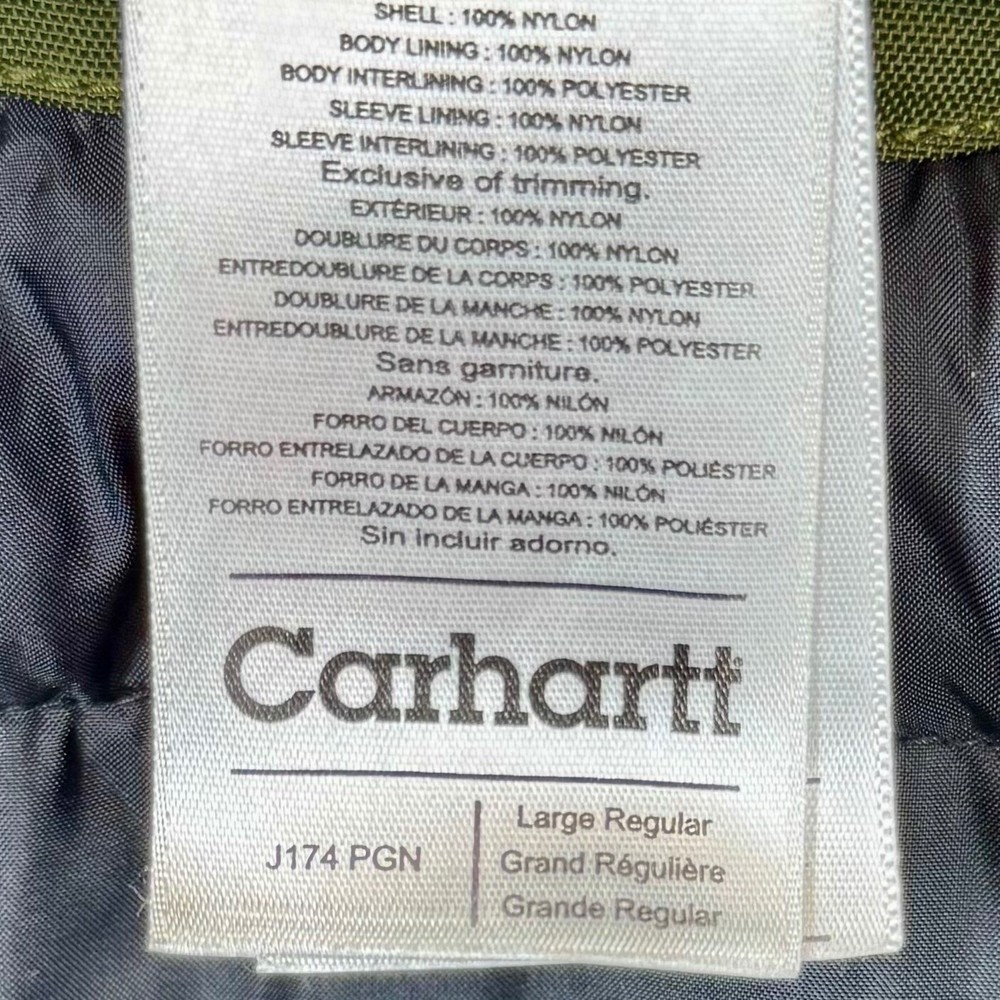 SHELL : 100% NYLON
BODY LINING : 100% NYLON
BODY INTERLINING : 100% POLYESTER
SLEEVE LINING : 100% NYLON
SLEEVE INTERLINING : 100% POLYESTER
Exclusive of trimming.
EXTÉRIEUR : 100% NYLON
DOUBLURE DU CORPS : 100% NYLON
ENTREDOUBLURE DE LA CORPS : 100% POLYESTER
DOUBLURE DE LA MANCHE : 100% NYLON
ENTREDOUBLURE DE LA MANCHE : 100% POLYESTER
Sans garniture.
ARMAZÓN : 100% NILÓN
FORRO DEL CUERPO : 100% NILÓN
FORRO ENTRELAZADO DE LA CUERPO : 100% POLIÉSTER
FORRO DE LA MANGA : 100% NILÓN
FORRO ENTRELAZADO DE LA MANGA : 100% POLIÉSTER
Sin incluir adorno.
Carhartt
J174 PGN
Large Regular
Grand Régulière
Grande Regular